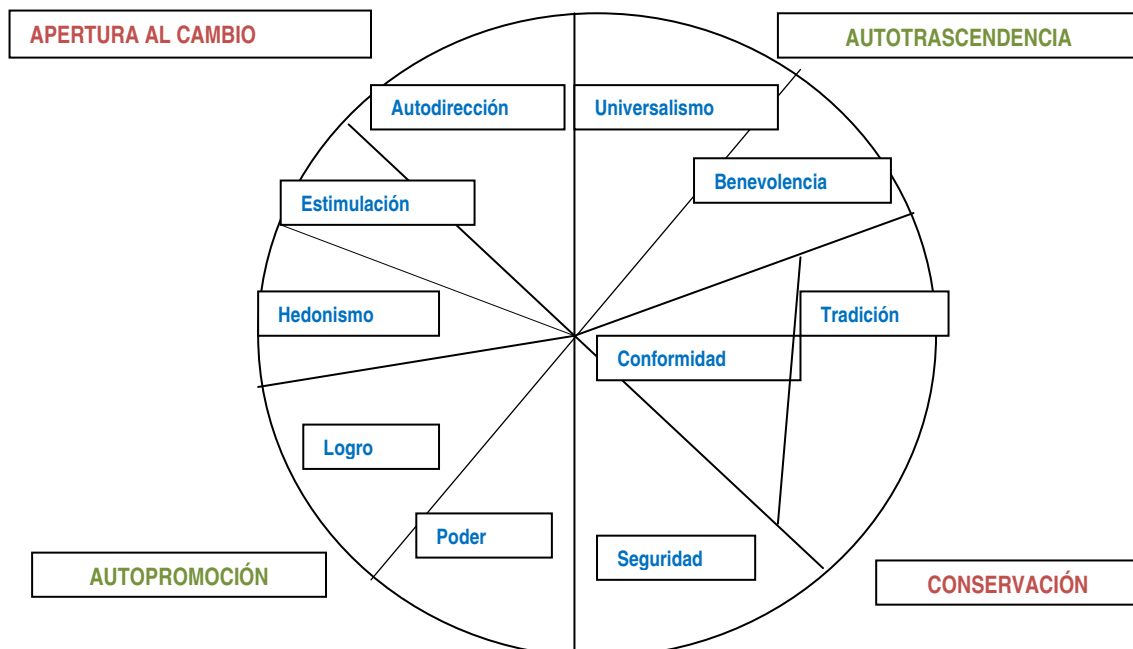 APERTURA AL CAMBIO
AUTOTRASCENDENCIA
Autodirección
Universalismo
Benevolencia
Estimulación
Hedonismo
Tradición
Conformidad
Logro
Poder
Seguridad
AUTOPROMOCIÓN
CONSERVACIÓN